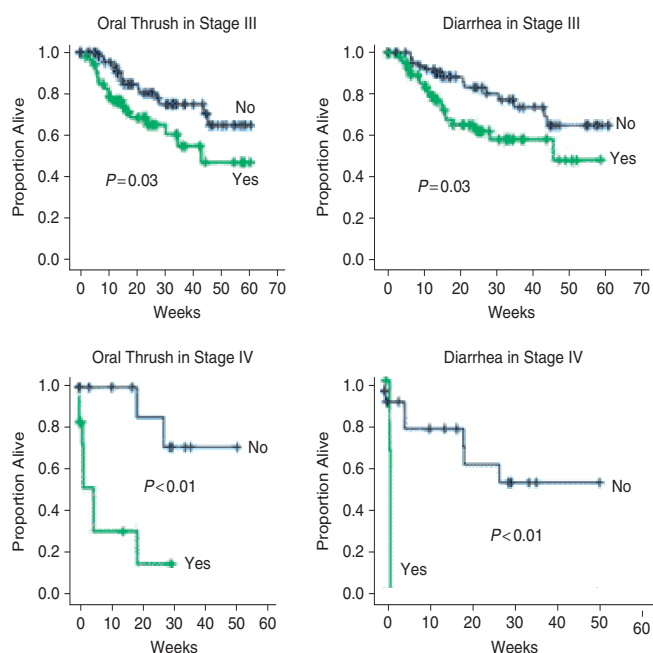 Oral Thrush in Stage III
1.0
0.8
0.6
0.4
0.2
0.0
Proportion Alive
No
Yes
P=0.03
0 10 20 30 40 50 60 70
Weeks
Diarrhea in Stage III
1.0
0.8
0.6
0.4
0.2
0.0
Proportion Alive
No
Yes
P=0.03
0 10 20 30 40 50 60 70
Weeks
Oral Thrush in Stage IV
1.0
0.8
0.6
0.4
0.2
0.0
Proportion Alive
No
P<0.01
Yes
0 10 20 30 40 50 60
Weeks
Diarrhea in Stage IV
1.0
0.8
0.6
0.4
0.2
0.0
Proportion Alive
No
P<0.01
Yes
0 10 20 30 40 50 60
Weeks